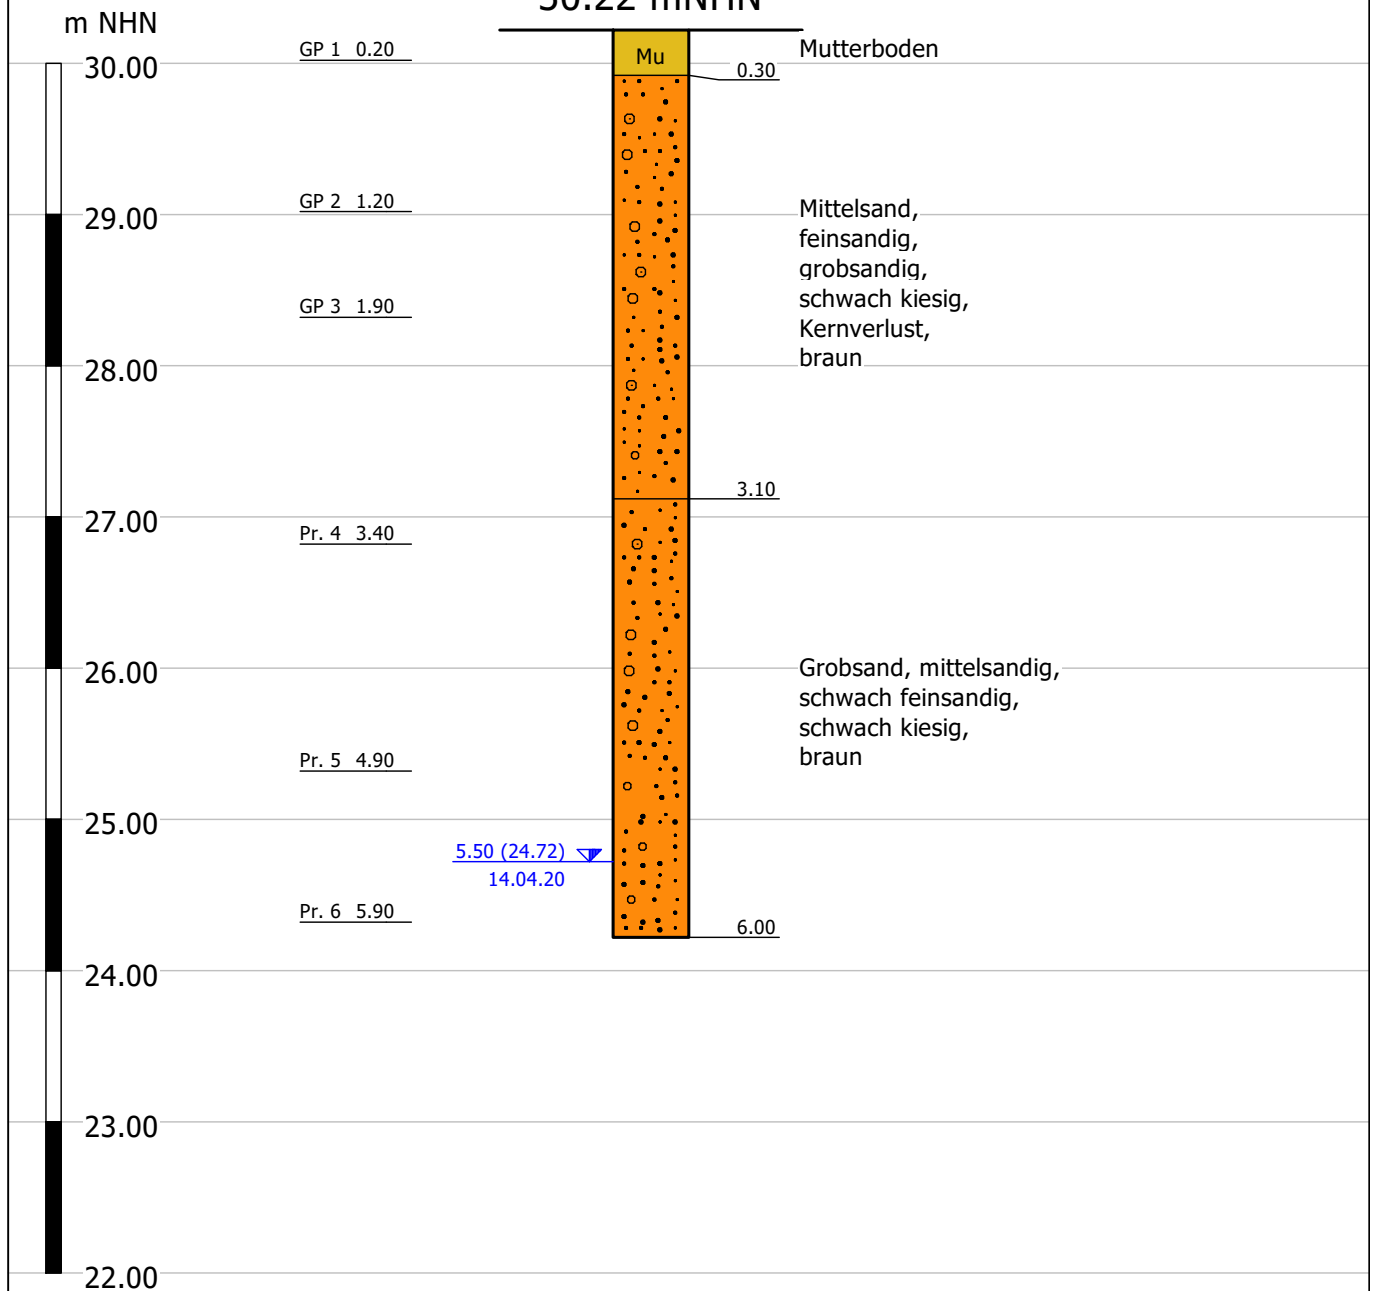 30.22 mNHN
m NHN
GP 1 0.20
Mu
Mutterboden
30.00
0.30
GP 2 1.20
29.00
Mittelsand,
feinsandig,
grobsandig,
schwach kiesig,
Kernverlust,
braun
GP 3 1.90
28.00
3.10
27.00
Pr. 4 3.40
26.00
Grobsand, mittelsandig,
schwach feinsandig,
schwach kiesig,
braun
Pr. 5 4.90
25.00
5.50 (24.72)
14.04.20
Pr. 6 5.90
6.00
24.00
23.00
22.00